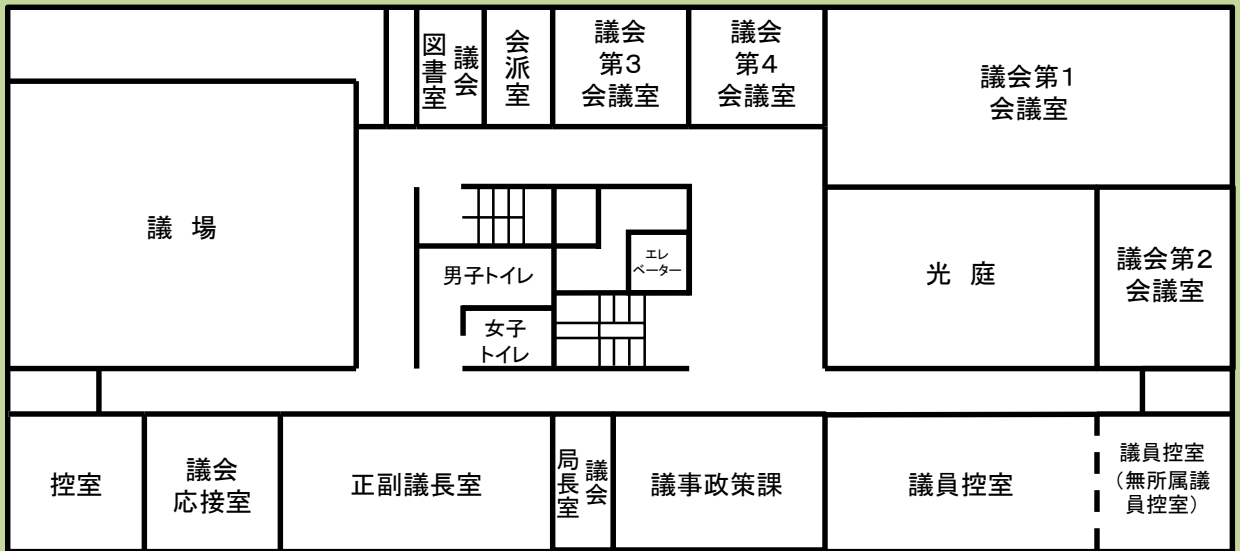 議会
図書室
会派室
議会
第3
会議室
議会
第4
会議室
議会第1
会議室
議 場
男子トイレ
女子
トイレ
エレ
ベーター
光 庭
議会第2
会議室
控室
議会
応接室
正副議長室
議会
局長室
議事政策課
議員控室
議員控室
（無所属議
員控室）